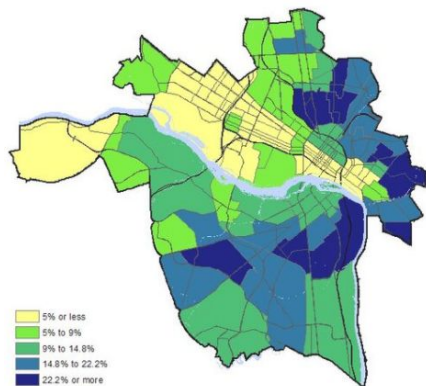 5% or less
5% to 9%
9% to 14.8%
14.8% to 22.2%
22.2% or more